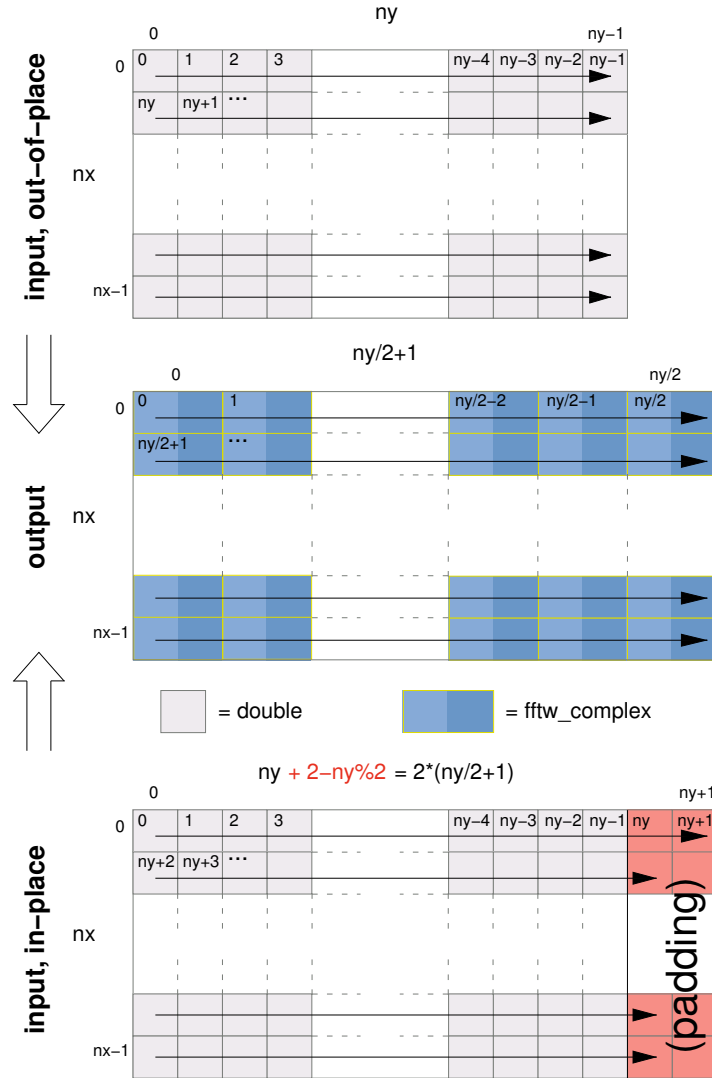 ny
0 ny−1
0 0 1 2 3 ny−4 ny−3 ny−2 ny−1
ny ny+1 ...
nx
nx−1
input, out−of−place
ny/2+1
0 ny/2
0 0 1 ny/2−2 ny/2−1 ny/2
ny/2+1 ...
nx
nx−1
output
= double = fftw_complex
ny + 2−ny%2 = 2*(ny/2+1)
0 ny+1
0 0 1 2 3 ny−4 ny−3 ny−2 ny−1 ny ny+1
ny+2 ny+3 ...
nx
nx−1
input, in−place
(padding)